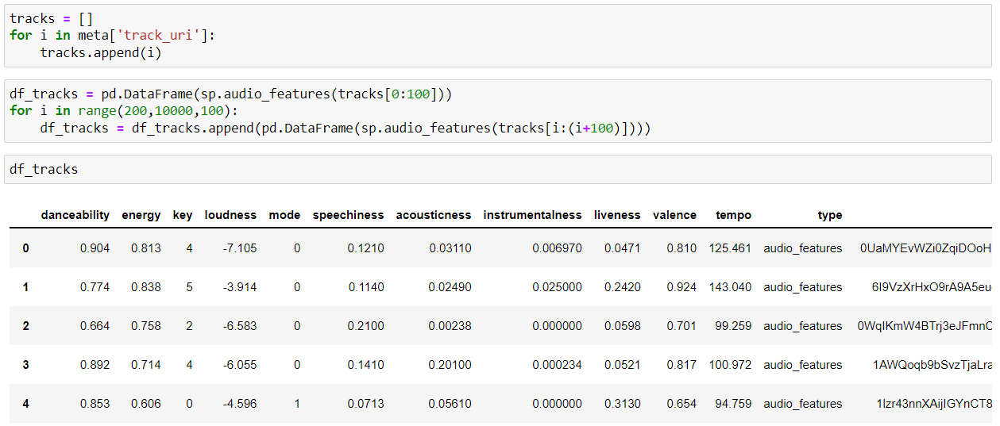 tracks = []
for i in meta['track_uri']:
    tracks.append(i)
df_tracks = pd.DataFrame(sp.audio_features(tracks[0:100]))
for i in range(200,10000,100):
    df_tracks = df_tracks.append(pd.DataFrame(sp.audio_features(tracks[i:(i+100)])))
df_tracks
danceability energy key loudness mode speechiness acousticness instrumentalness liveness valence tempo type
0 0.904 0.813 4 -7.105 0 0.1210 0.03110 0.006970 0.0471 0.810 125.461 audio_features 0UaMYEvWZi0ZqiDOoH
1 0.774 0.838 5 -3.914 0 0.1140 0.02490 0.025000 0.2420 0.924 143.040 audio_features 6I9VzXrHxO9rA9A5eu
2 0.664 0.758 2 -6.583 0 0.2100 0.00238 0.000000 0.0598 0.701 99.259 audio_features 0WqIKmW4BTrj3eJFmn
3 0.892 0.714 4 -6.055 0 0.1410 0.20100 0.000234 0.0521 0.817 100.972 audio_features 1AWQoqb9bSvzTjaLra
4 0.853 0.606 0 -4.596 1 0.0713 0.05610 0.000000 0.3130 0.654 94.759 audio_features 1lzr43nnXAijIGYnCT8